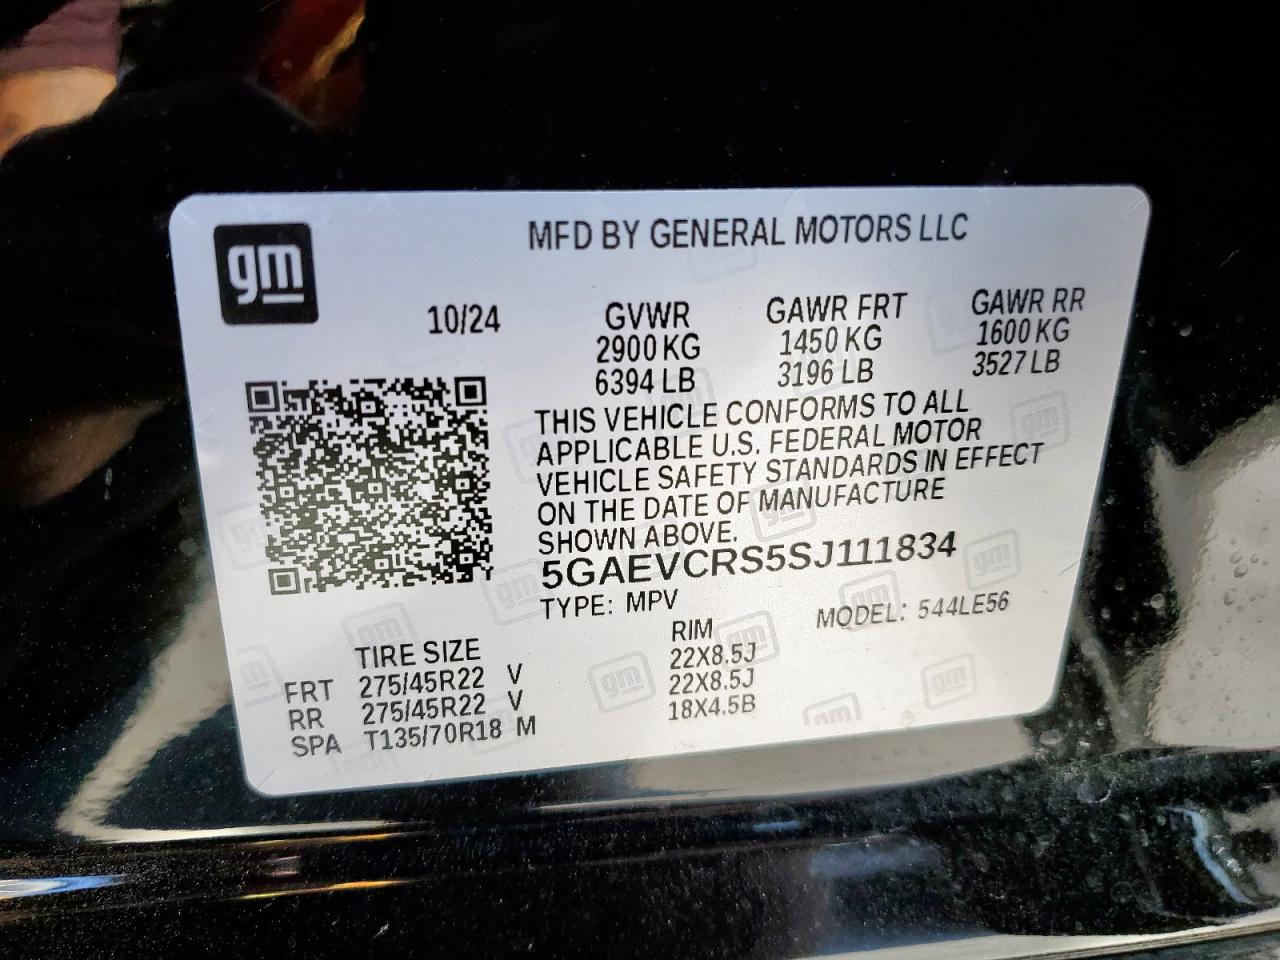 gm
MFD BY GENERAL MOTORS LLC
10/24 GVWR GAWR FRT GAWR RR
2900 KG 1450 KG 1600 KG
6394 LB 3196 LB 3527 LB
THIS VEHICLE CONFORMS TO ALL
APPLICABLE U.S. FEDERAL MOTOR
VEHICLE SAFETY STANDARDS IN EFFECT
ON THE DATE OF MANUFACTURE
SHOWN ABOVE.
5GAEVCRS5SJ111834
TYPE: MPV MODEL: 544LE56
TIRE SIZE RIM
FRT 275/45R22 V 22X8.5J
RR 275/45R22 V 22X8.5J
SPA T135/70R18 M 18X4.5B